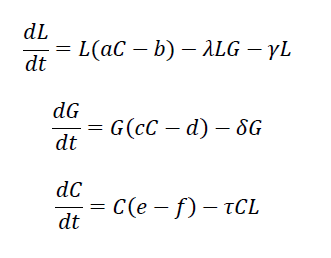 dL/dt = L(aC − b) − λLG − γL
dG/dt = G(cC − d) − δG
dC/dt = C(e − f) − τCL